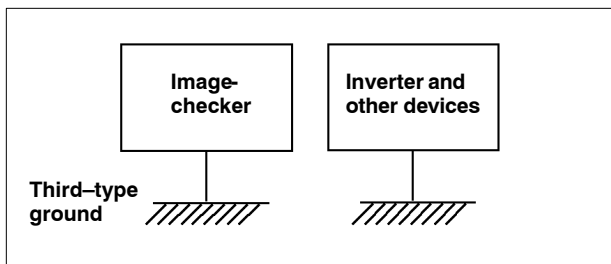 Image-
checker
Inverter and
other devices
Third–type
ground